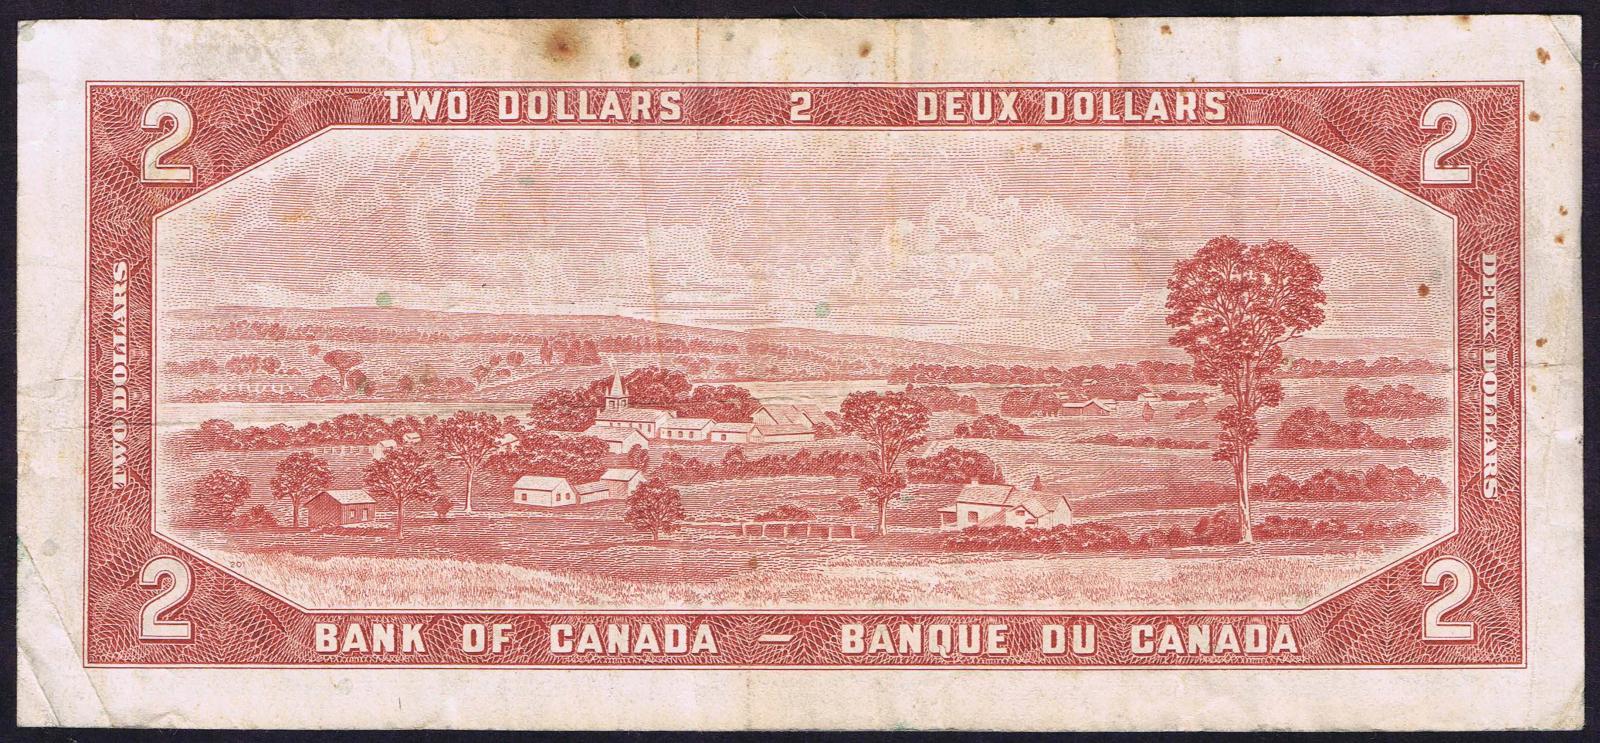 TWO DOLLARS 2 DEUX DOLLARS
2
2
TWO DOLLARS
DEUX DOLLARS
201
2
2
BANK OF CANADA — BANQUE DU CANADA